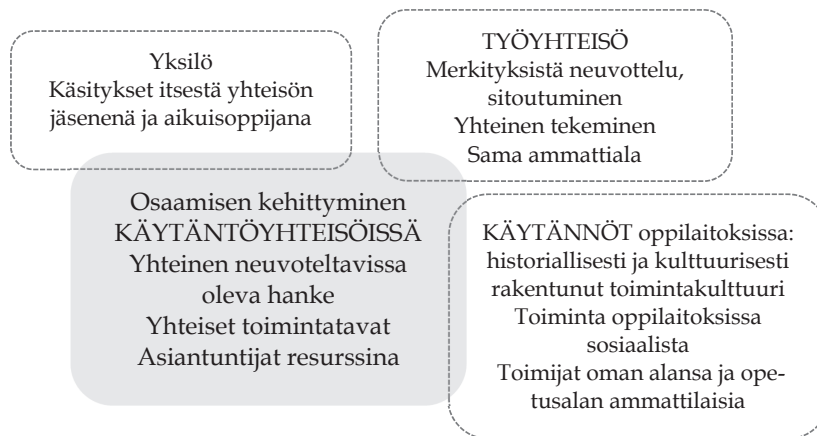 Yksilö
Käsitykset itsestä yhteisön
jäsenenä ja aikuisoppijana
TYÖYHTEISÖ
Merkityksistä neuvottelu,
sitoutuminen
Yhteinen tekeminen
Sama ammattiala
Osaamisen kehittyminen
KÄYTÄNTÖYHTEISÖISSÄ
Yhteinen neuvoteltavissa
oleva hanke
Yhteiset toimintatavat
Asiantuntijat resurssina
KÄYTÄNNÖT oppilaitoksissa:
historiallisesti ja kulttuurisesti
rakentunut toimintakulttuuri
Toiminta oppilaitoksissa
sosiaalista
Toimijat oman alansa ja ope-
tusalan ammattilaisia